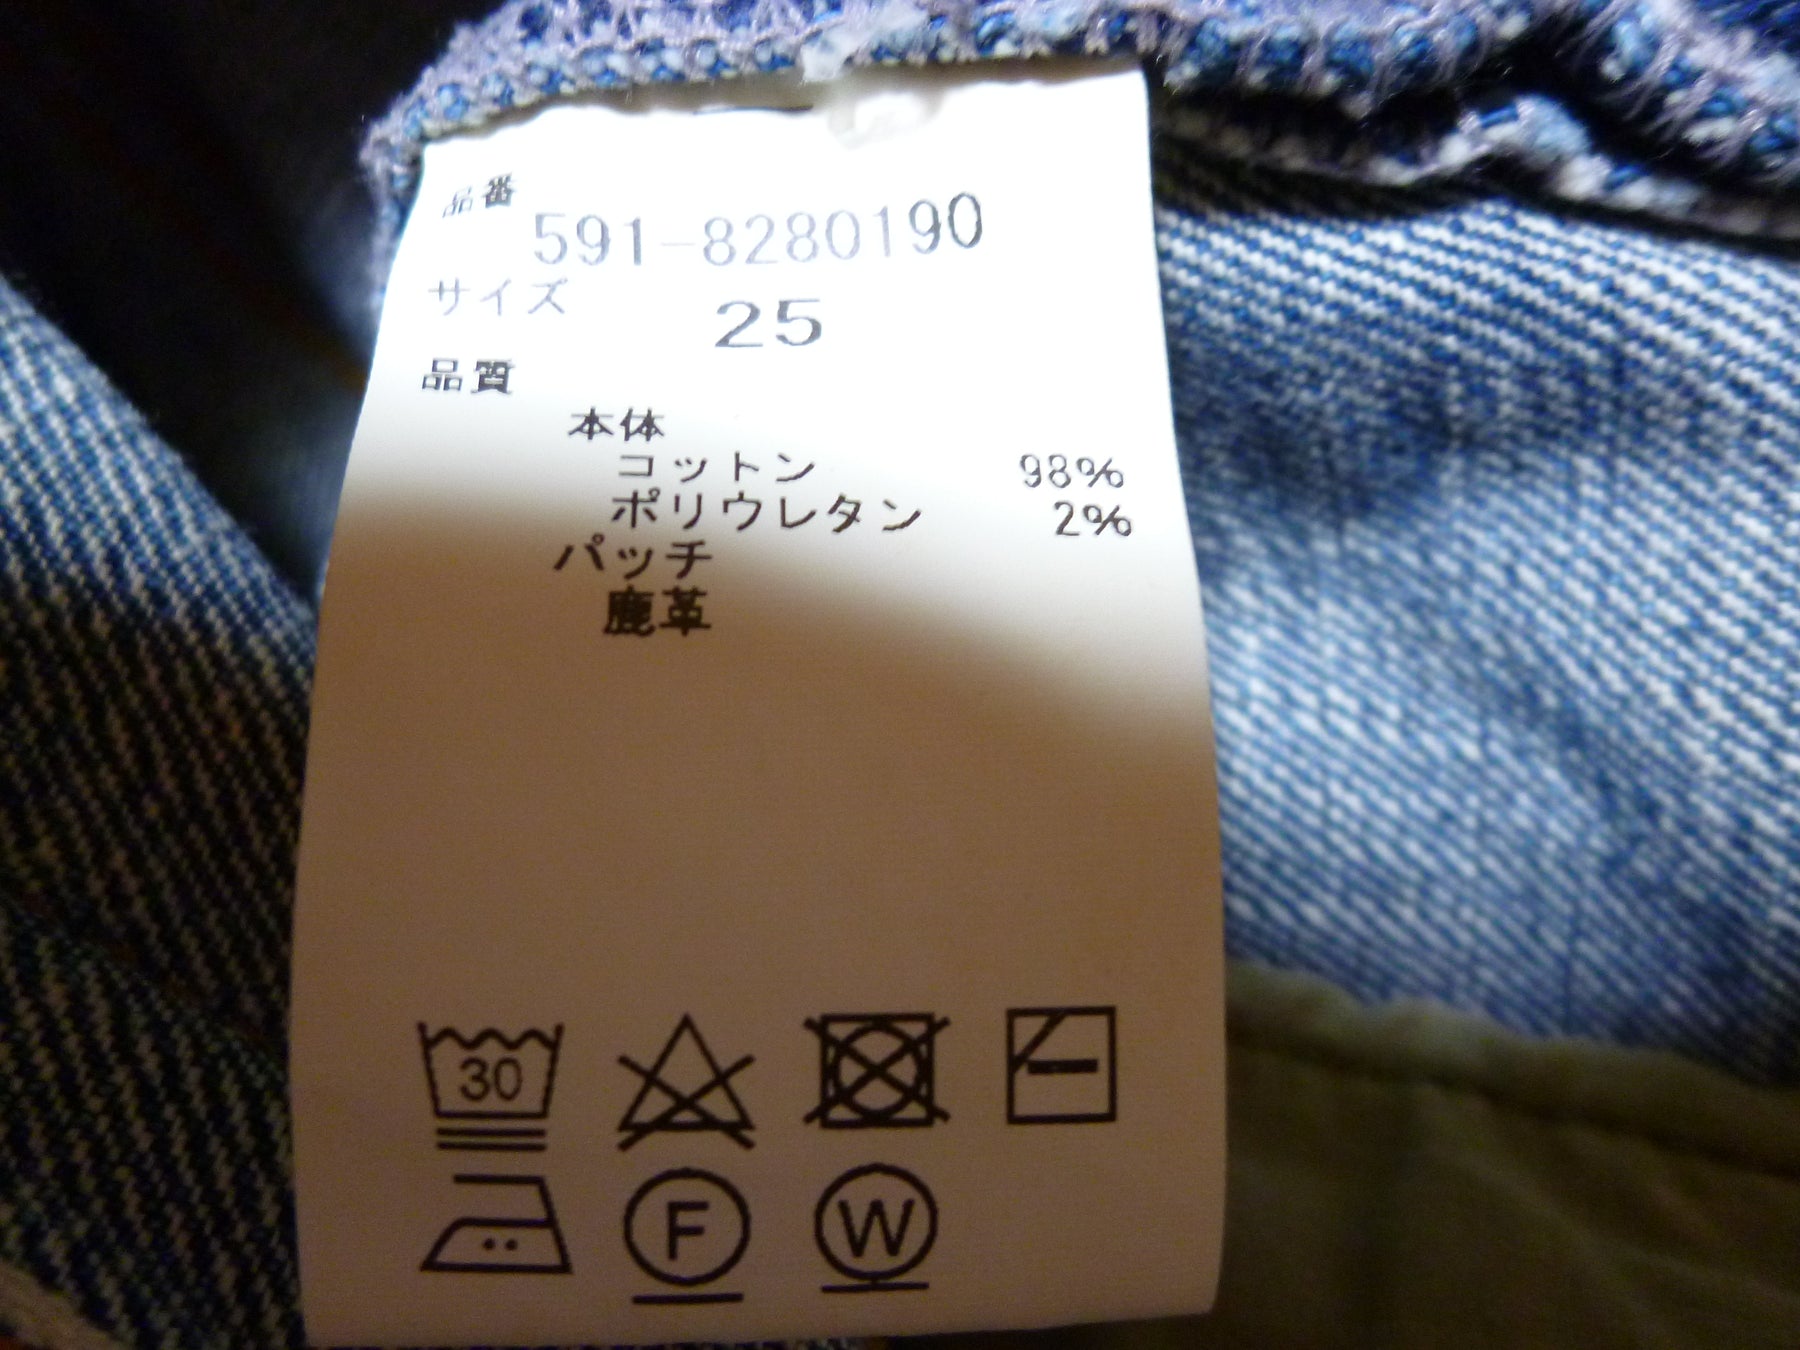 品番
591-8280190
サイズ 25
品質
本体
コットン 98%
ポリウレタン 2%
パッチ
鹿革
30
F W